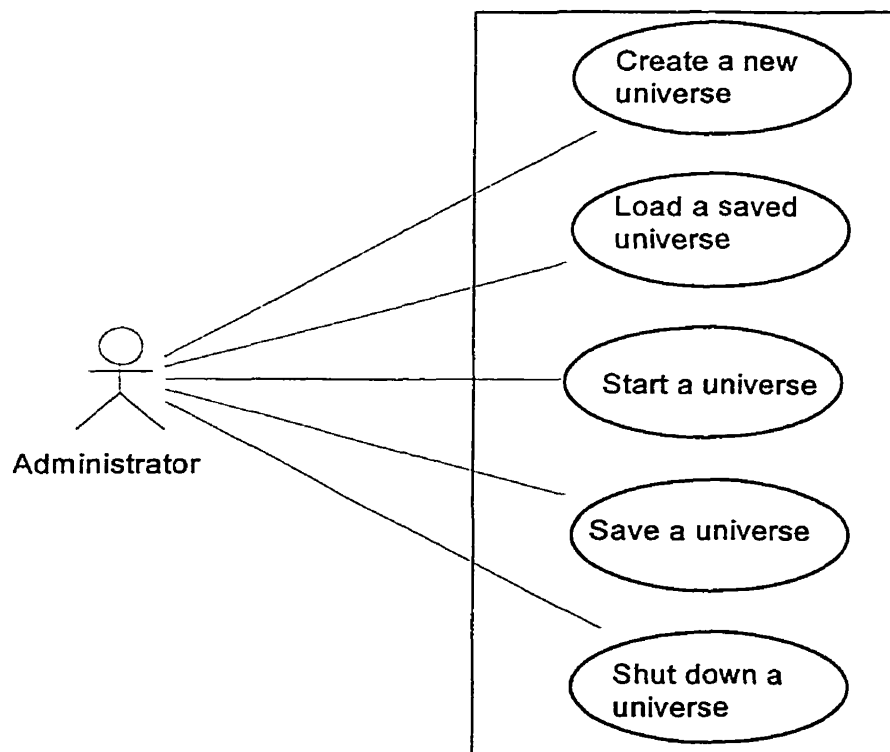 Create a new
universe
Load a saved
universe
Start a universe
Administrator
Save a universe
Shut down a
universe